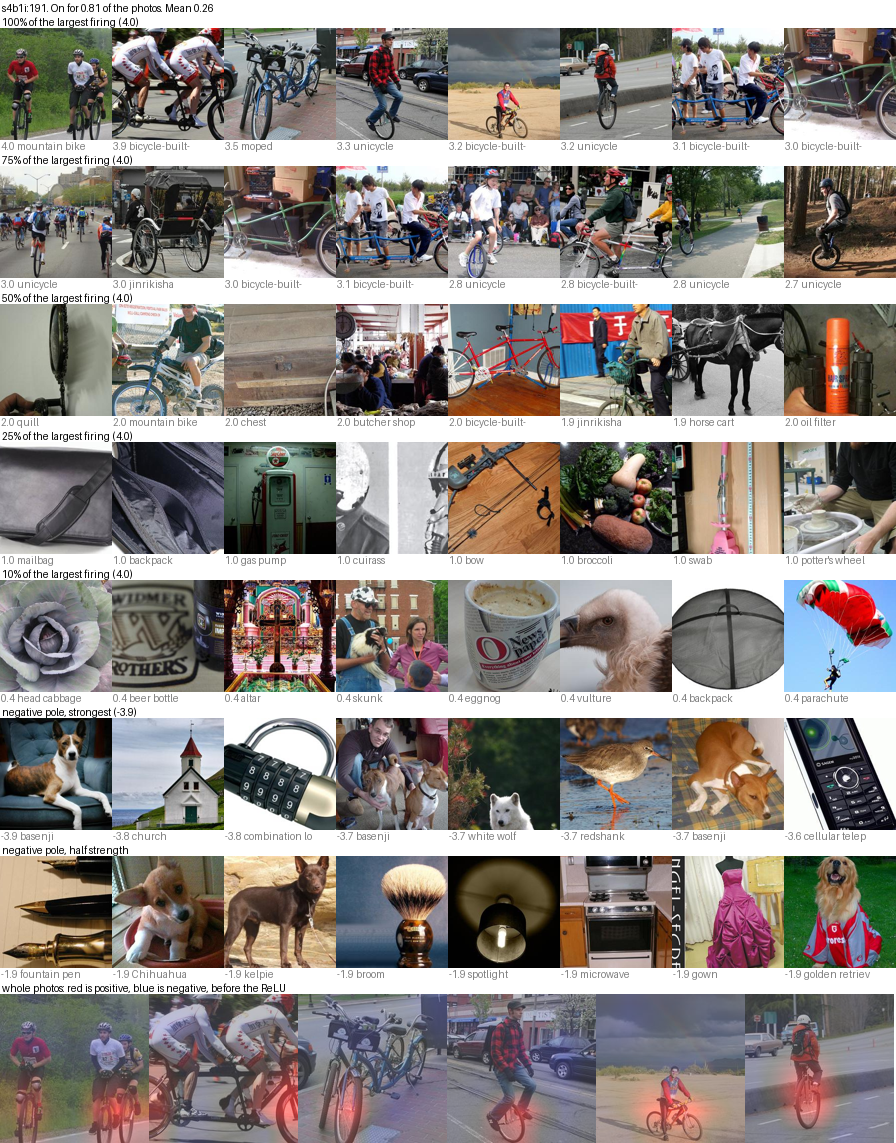 s4b1i:191. On for 0.81 of the photos. Mean 0.26
100% of the largest firing (4.0)
4.0 mountain bike
3.9 bicycle-built-
3.5 moped
3.3 unicycle
3.2 bicycle-built-
3.2 unicycle
3.1 bicycle-built-
3.0 bicycle-built-
75% of the largest firing (4.0)
3.0 unicycle
3.0 jinrikisha
3.0 bicycle-built-
3.1 bicycle-built-
2.8 unicycle
2.8 bicycle-built-
2.8 unicycle
2.7 unicycle
50% of the largest firing (4.0)
2.0 quill
2.0 mountain bike
2.0 chest
2.0 butcher shop
2.0 bicycle-built-
1.9 jinrikisha
1.9 horse cart
1.9 oil filter
25% of the largest firing (4.0)
1.0 mailbag
1.0 backpack
1.0 gas pump
1.0 cuirass
1.0 bow
1.0 broccoli
1.0 swab
1.0 potter's wheel
10% of the largest firing (4.0)
WIDMER
BROTHERS
O News
paper
0.4 head cabbage
0.4 beer bottle
0.4 altar
0.4 skunk
0.4 eggnog
0.4 vulture
0.4 backpack
0.4 parachute
negative pole, strongest (-3.9)
-3.9 basenji
-3.8 church
-3.8 combination lo
-3.7 basenji
-3.7 white wolf
-3.7 redshank
-3.7 basenji
-3.6 cellular telep
negative pole, half strength
-1.9 fountain pen
-1.9 Chihuahua
-1.9 kelpie
-1.9 broom
-1.9 spotlight
-1.9 microwave
-1.9 gown
-1.9 golden retriev
whole photos: red is positive, blue is negative, before the ReLU